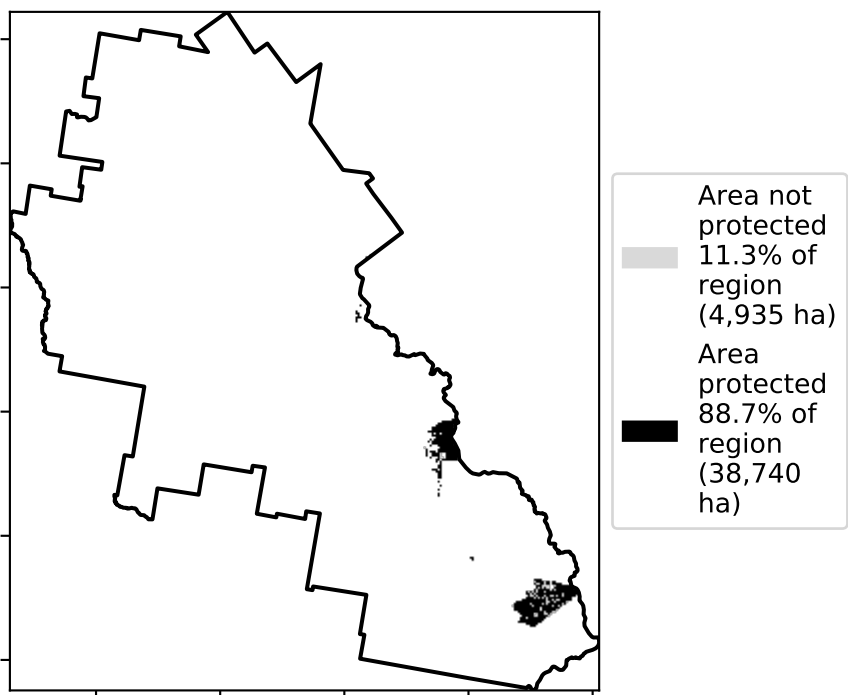 Area not
protected
11.3% of
region
(4,935 ha)
Area
protected
88.7% of
region
(38,740
ha)